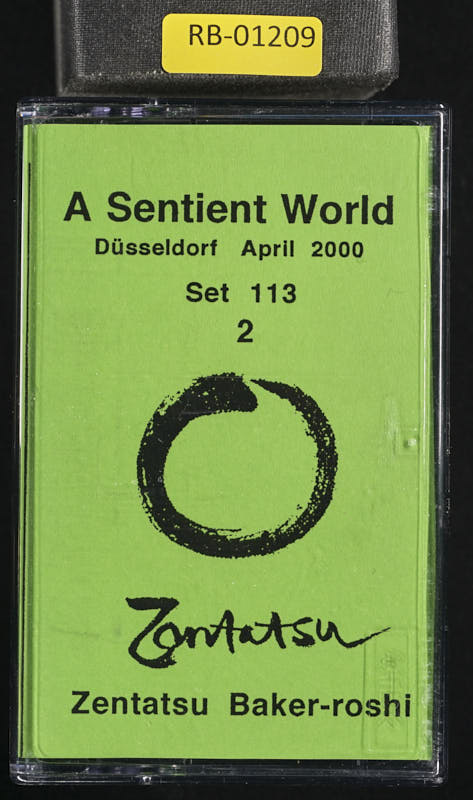 RB-01209
A Sentient World
Düsseldorf April 2000
Set 113
2
Zentatsu
Zentatsu Baker-roshi